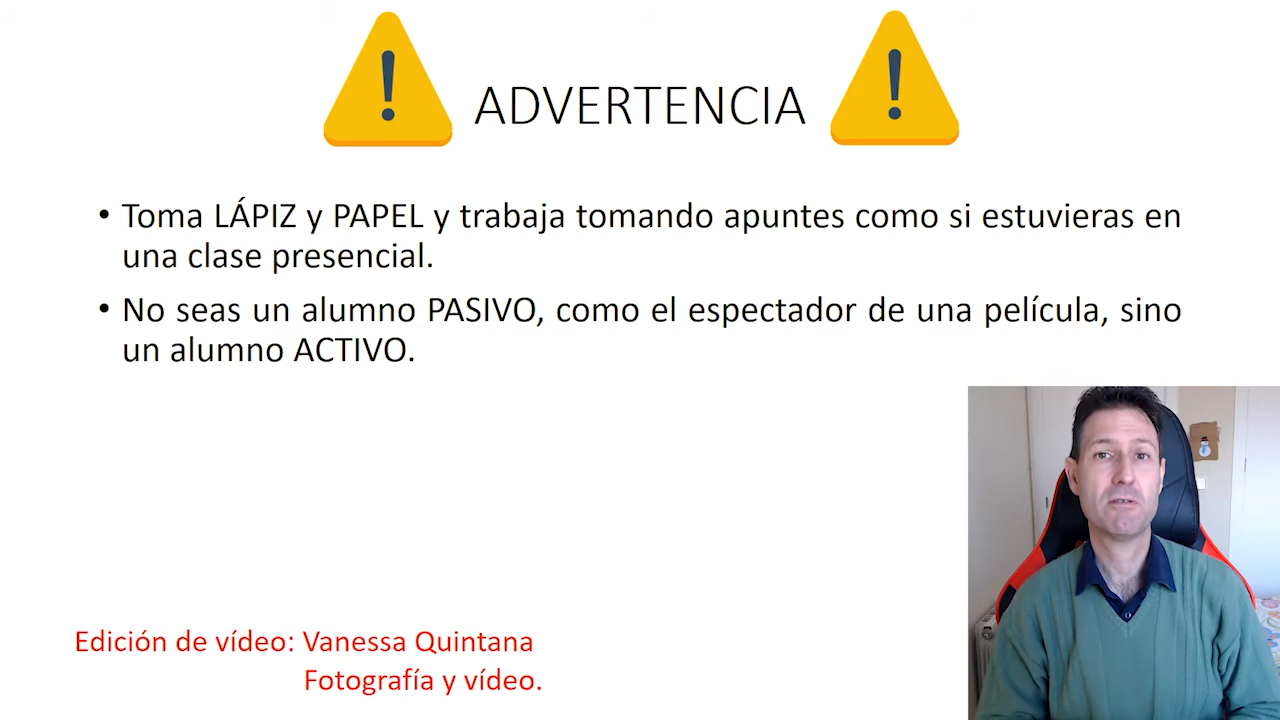 ADVERTENCIA
• Toma LÁPIZ y PAPEL y trabaja tomando apuntes como si estuvieras en
una clase presencial.
• No seas un alumno PASIVO, como el espectador de una película, sino
un alumno ACTIVO.
Edición de vídeo: Vanessa Quintana
Fotografía y vídeo.